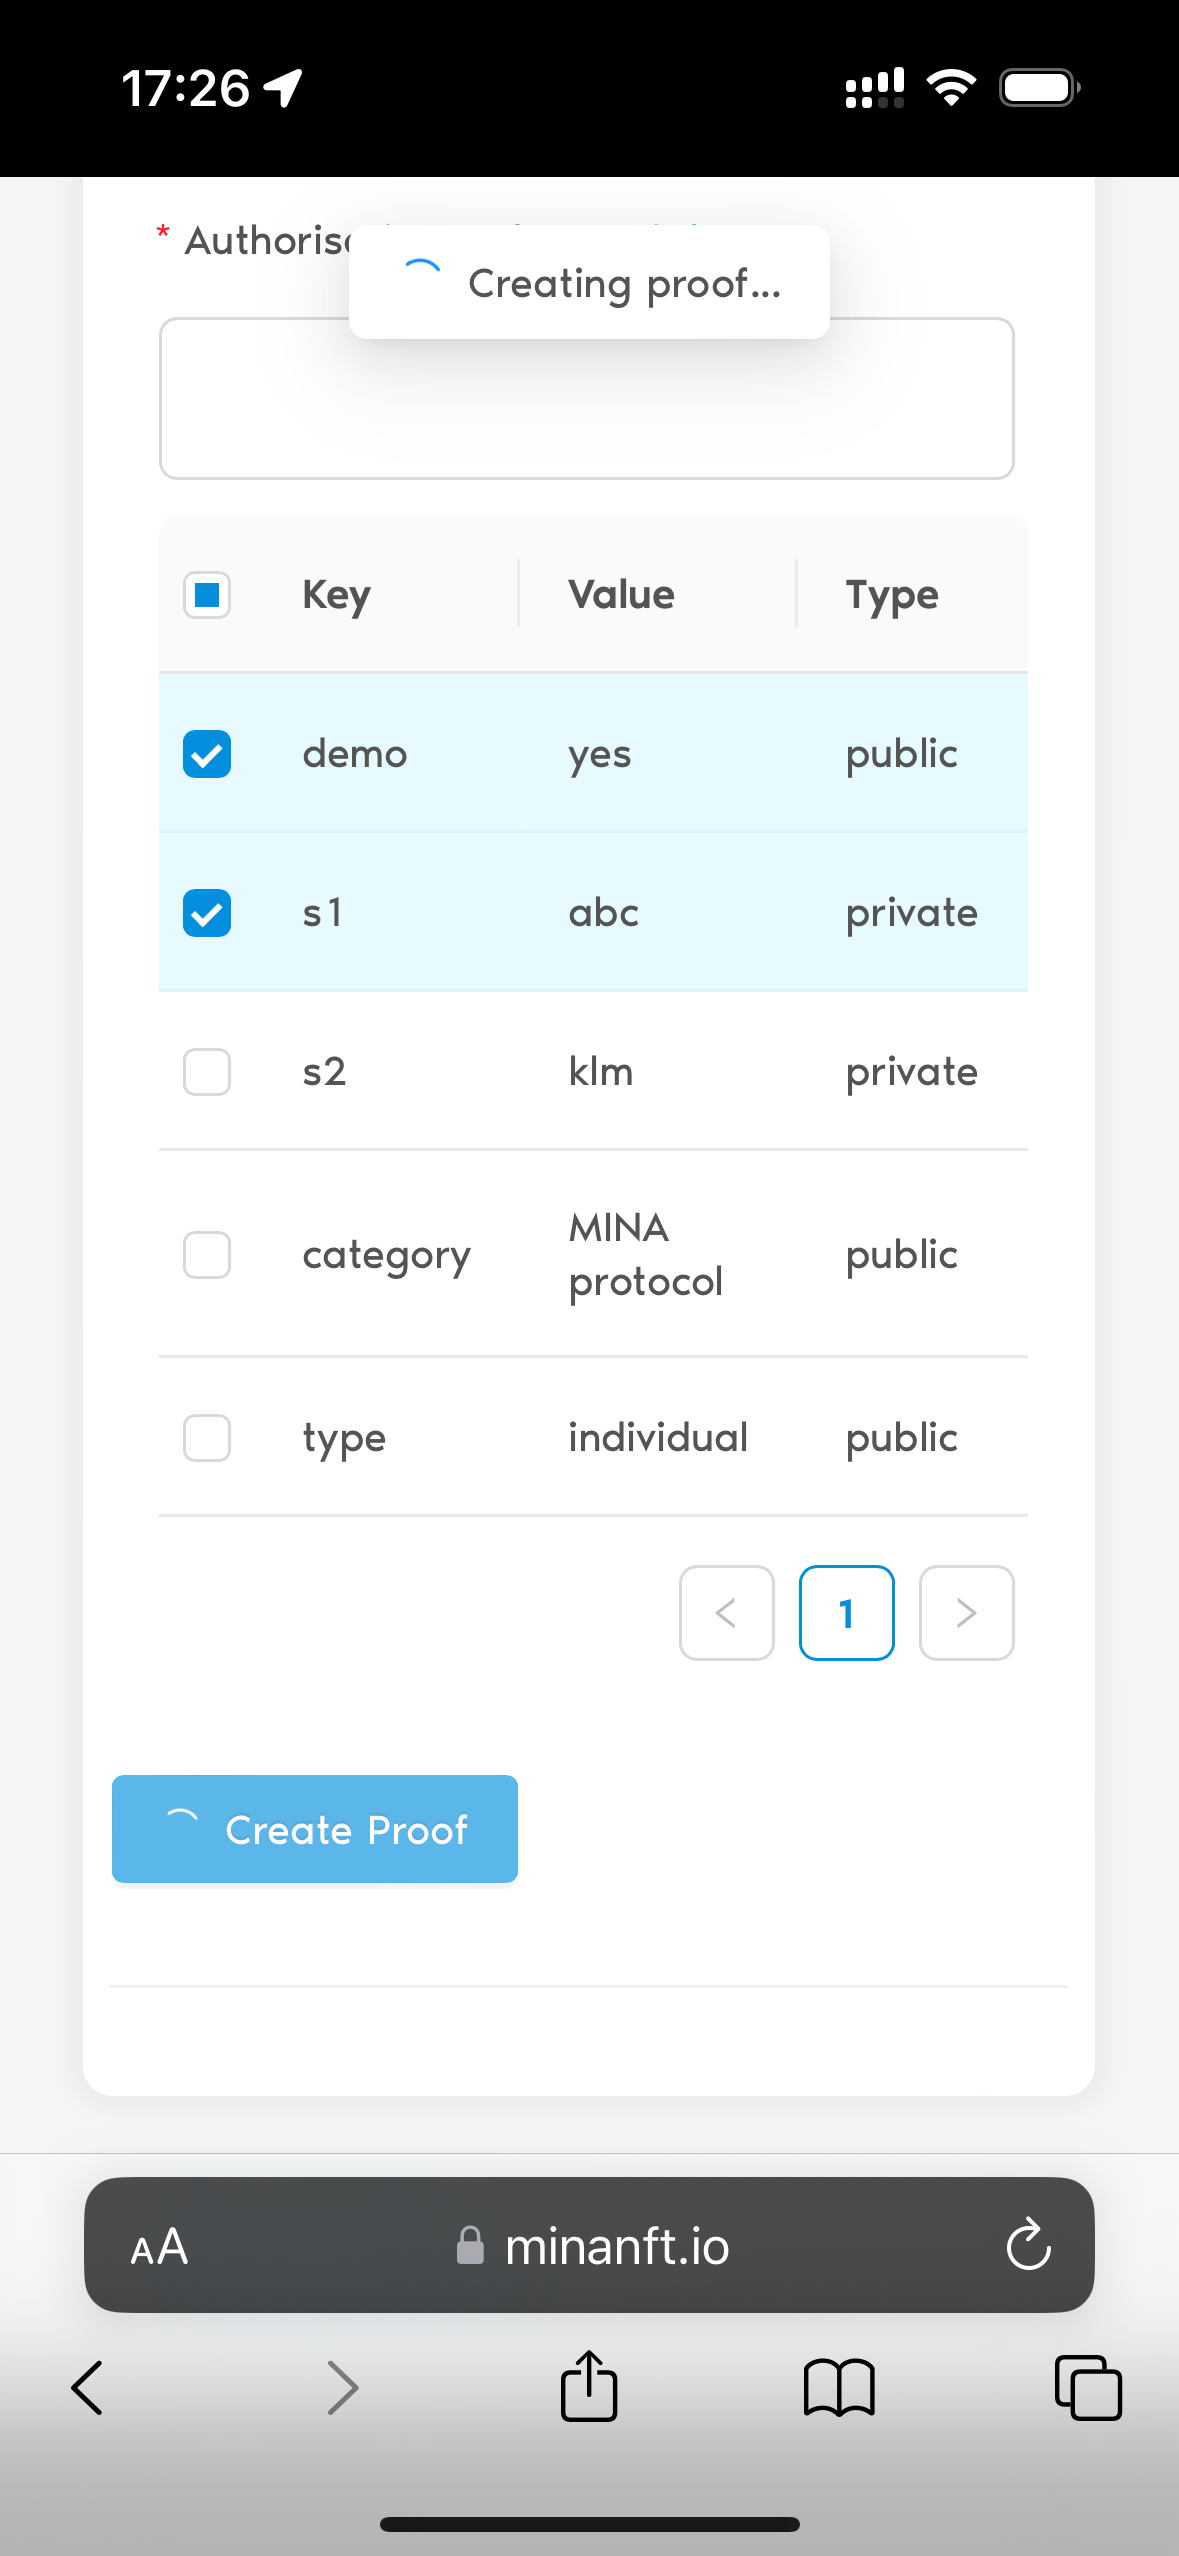 17:26
* Authoris
Creating proof...
Key Value Type
demo yes public
s1 abc private
s2 klm private
category MINA protocol public
type individual public
< 1 >
Create Proof
AA minanft.io